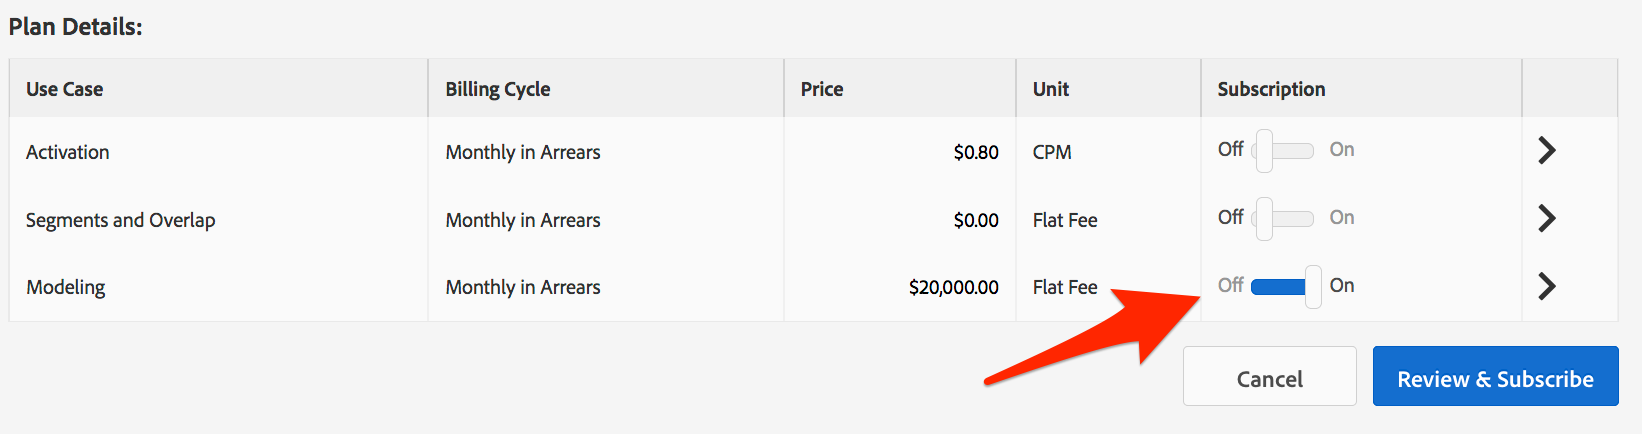 Plan Details:
Use Case Billing Cycle Price Unit Subscription
Activation Monthly in Arrears $0.80 CPM Off On
Segments and Overlap Monthly in Arrears $0.00 Flat Fee Off On
Modeling Monthly in Arrears $20,000.00 Flat Fee Off On
Cancel Review & Subscribe